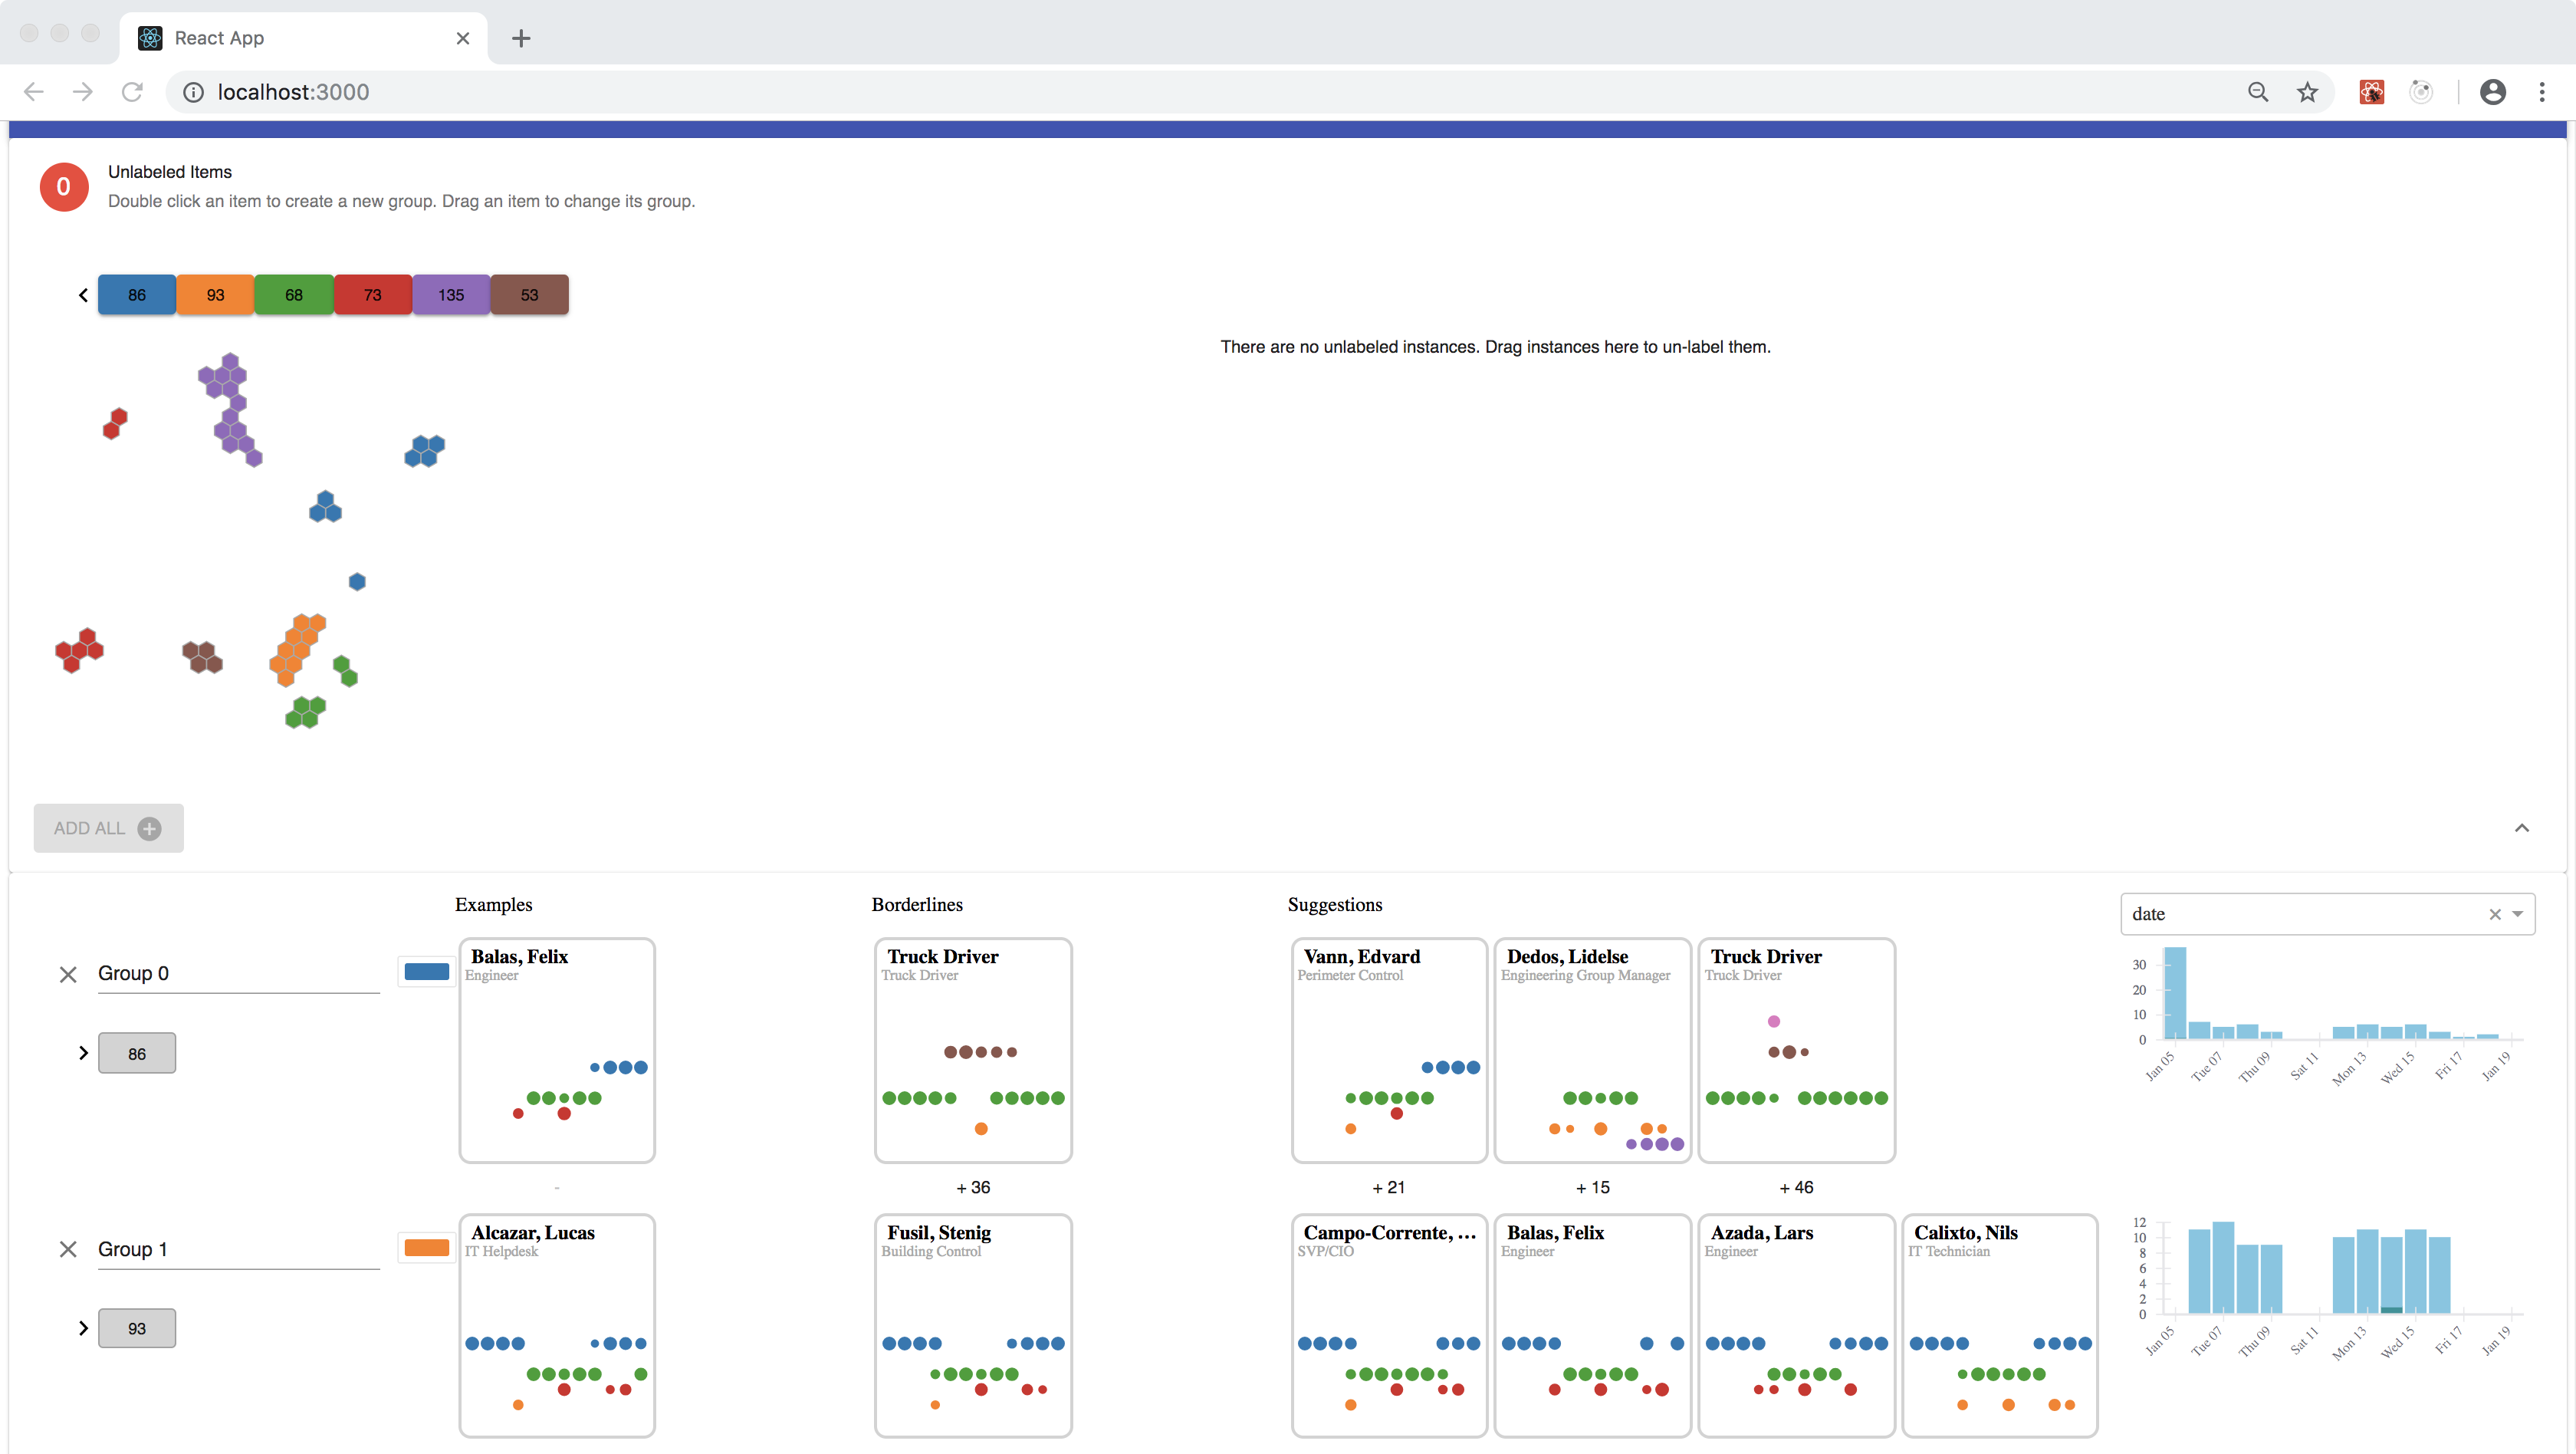 React App
localhost:3000
0
Unlabeled Items
Double click an item to create a new group. Drag an item to change its group.
86 93 68 73 135 53
There are no unlabeled instances. Drag instances here to un-label them.
ADD ALL
Examples Borderlines Suggestions
date
Group 0
86
Balas, Felix
Engineer
-
Truck Driver
Truck Driver
+ 36
Vann, Edvard
Perimeter Control
+ 21
Dedos, Lidelse
Engineering Group Manager
+ 15
Truck Driver
Truck Driver
+ 46
30
20
10
0
Jan 05 Tue 07 Thu 09 Sat 11 Mon 13 Wed 15 Fri 17 Jan 19
Group 1
93
Alcazar, Lucas
IT Helpdesk
Fusil, Stenig
Building Control
Campo-Corrente, ...
SVP/CIO
Balas, Felix
Engineer
Azada, Lars
Engineer
Calixto, Nils
IT Technician
12
10
8
6
4
2
0
Jan 05 Tue 07 Thu 09 Sat 11 Mon 13 Wed 15 Fri 17 Jan 19